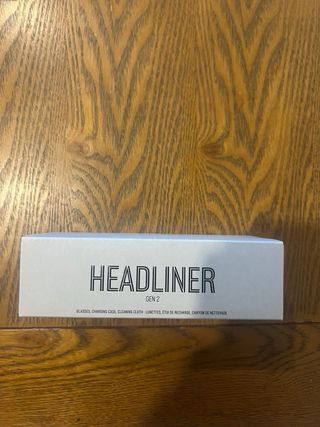 HEADLINER
GEN 2
GLASSES, CHARGING CASE, CLEANING CLOTH · LUNETTES, ÉTUI DE RECHARGE, CHIFFON DE NETTOYAGE